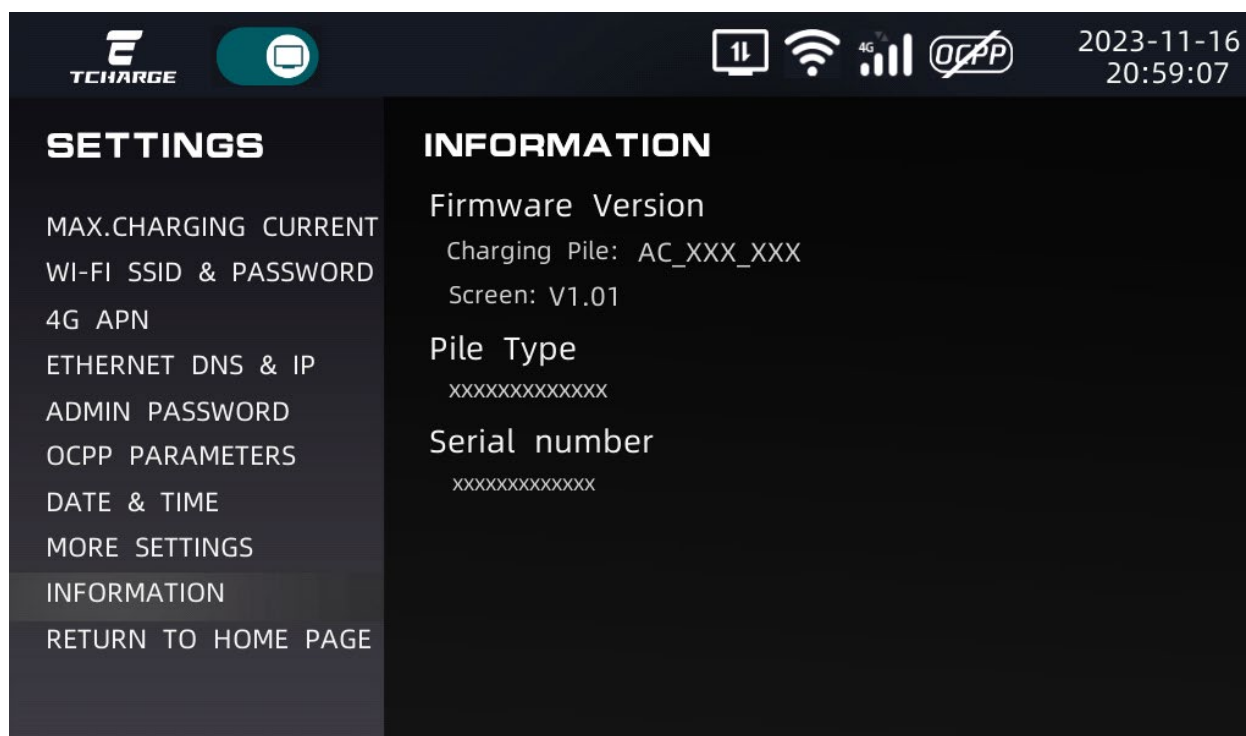 TCHARGE
4G
OCPP
2023-11-16
20:59:07
SETTINGS
MAX.CHARGING CURRENT
WI-FI SSID & PASSWORD
4G APN
ETHERNET DNS & IP
ADMIN PASSWORD
OCPP PARAMETERS
DATE & TIME
MORE SETTINGS
INFORMATION
RETURN TO HOME PAGE
INFORMATION
Firmware Version
Charging Pile: AC_XXX_XXX
Screen: V1.01
Pile Type
xxxxxxxxxxxxx
Serial number
xxxxxxxxxxxxx